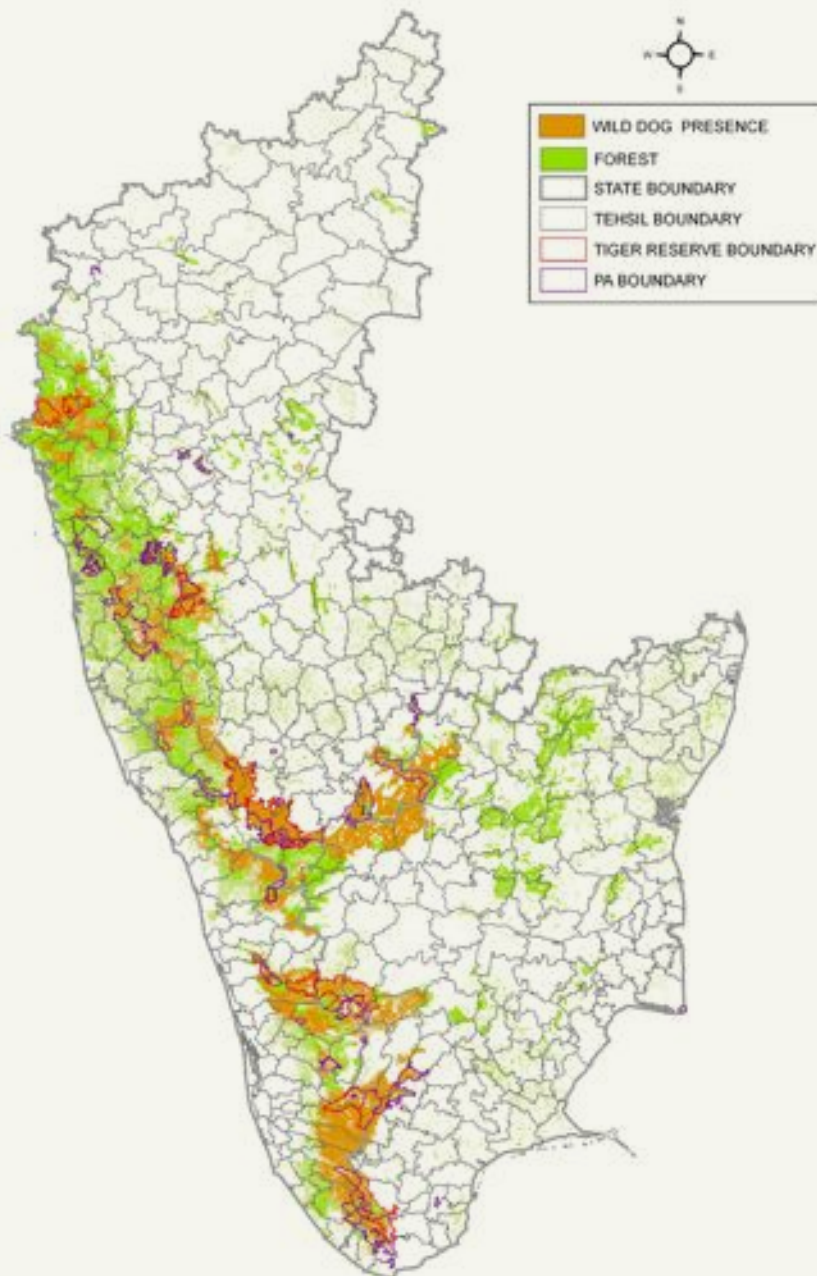 N
W E
S
WILD DOG PRESENCE
FOREST
STATE BOUNDARY
TEHSIL BOUNDARY
TIGER RESERVE BOUNDARY
PA BOUNDARY